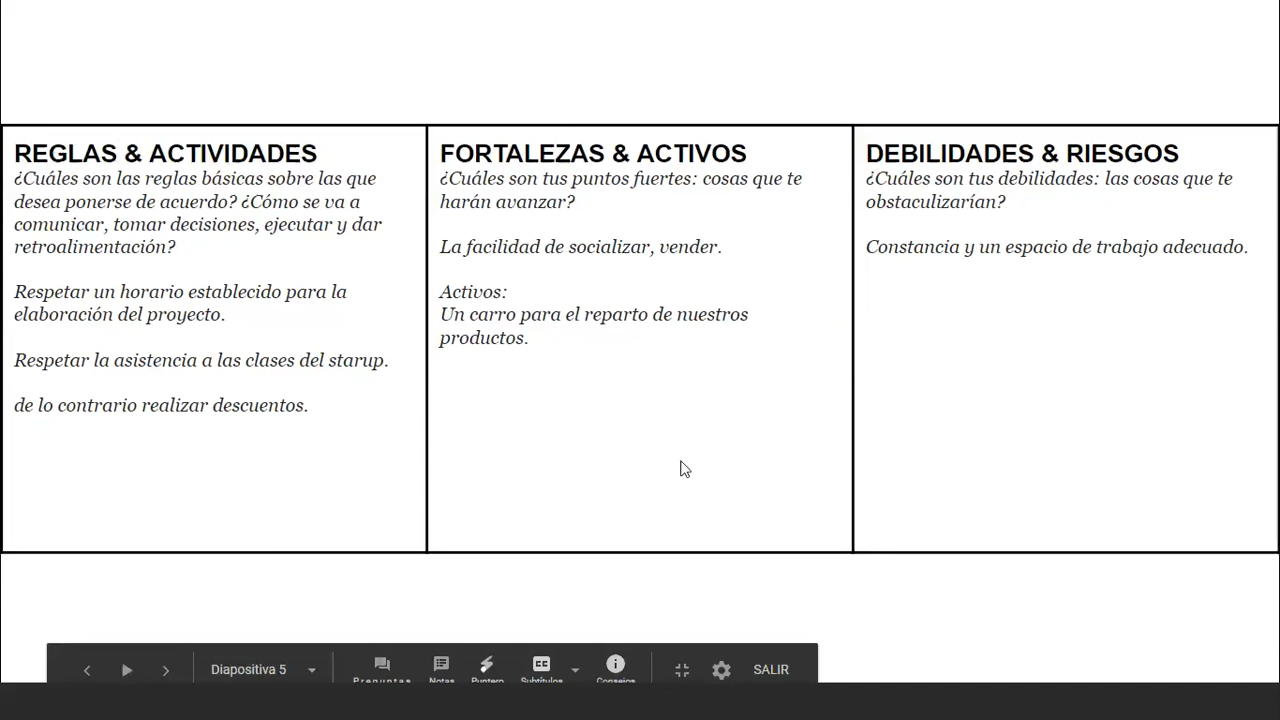 REGLAS & ACTIVIDADES
¿Cuáles son las reglas básicas sobre las que
desea ponerse de acuerdo? ¿Cómo se va a
comunicar, tomar decisiones, ejecutar y dar
retroalimentación?
Respetar un horario establecido para la
elaboración del proyecto.
Respetar la asistencia a las clases del starup.
de lo contrario realizar descuentos.
FORTALEZAS & ACTIVOS
¿Cuáles son tus puntos fuertes: cosas que te
harán avanzar?
La facilidad de socializar, vender.
Activos:
Un carro para el reparto de nuestros
productos.
DEBILIDADES & RIESGOS
¿Cuáles son tus debilidades: las cosas que te
obstaculizarían?
Constancia y un espacio de trabajo adecuado.
Diapositiva 5
Preguntas
Notas
Puntero
CC
Subtítulos
Consejos
SALIR